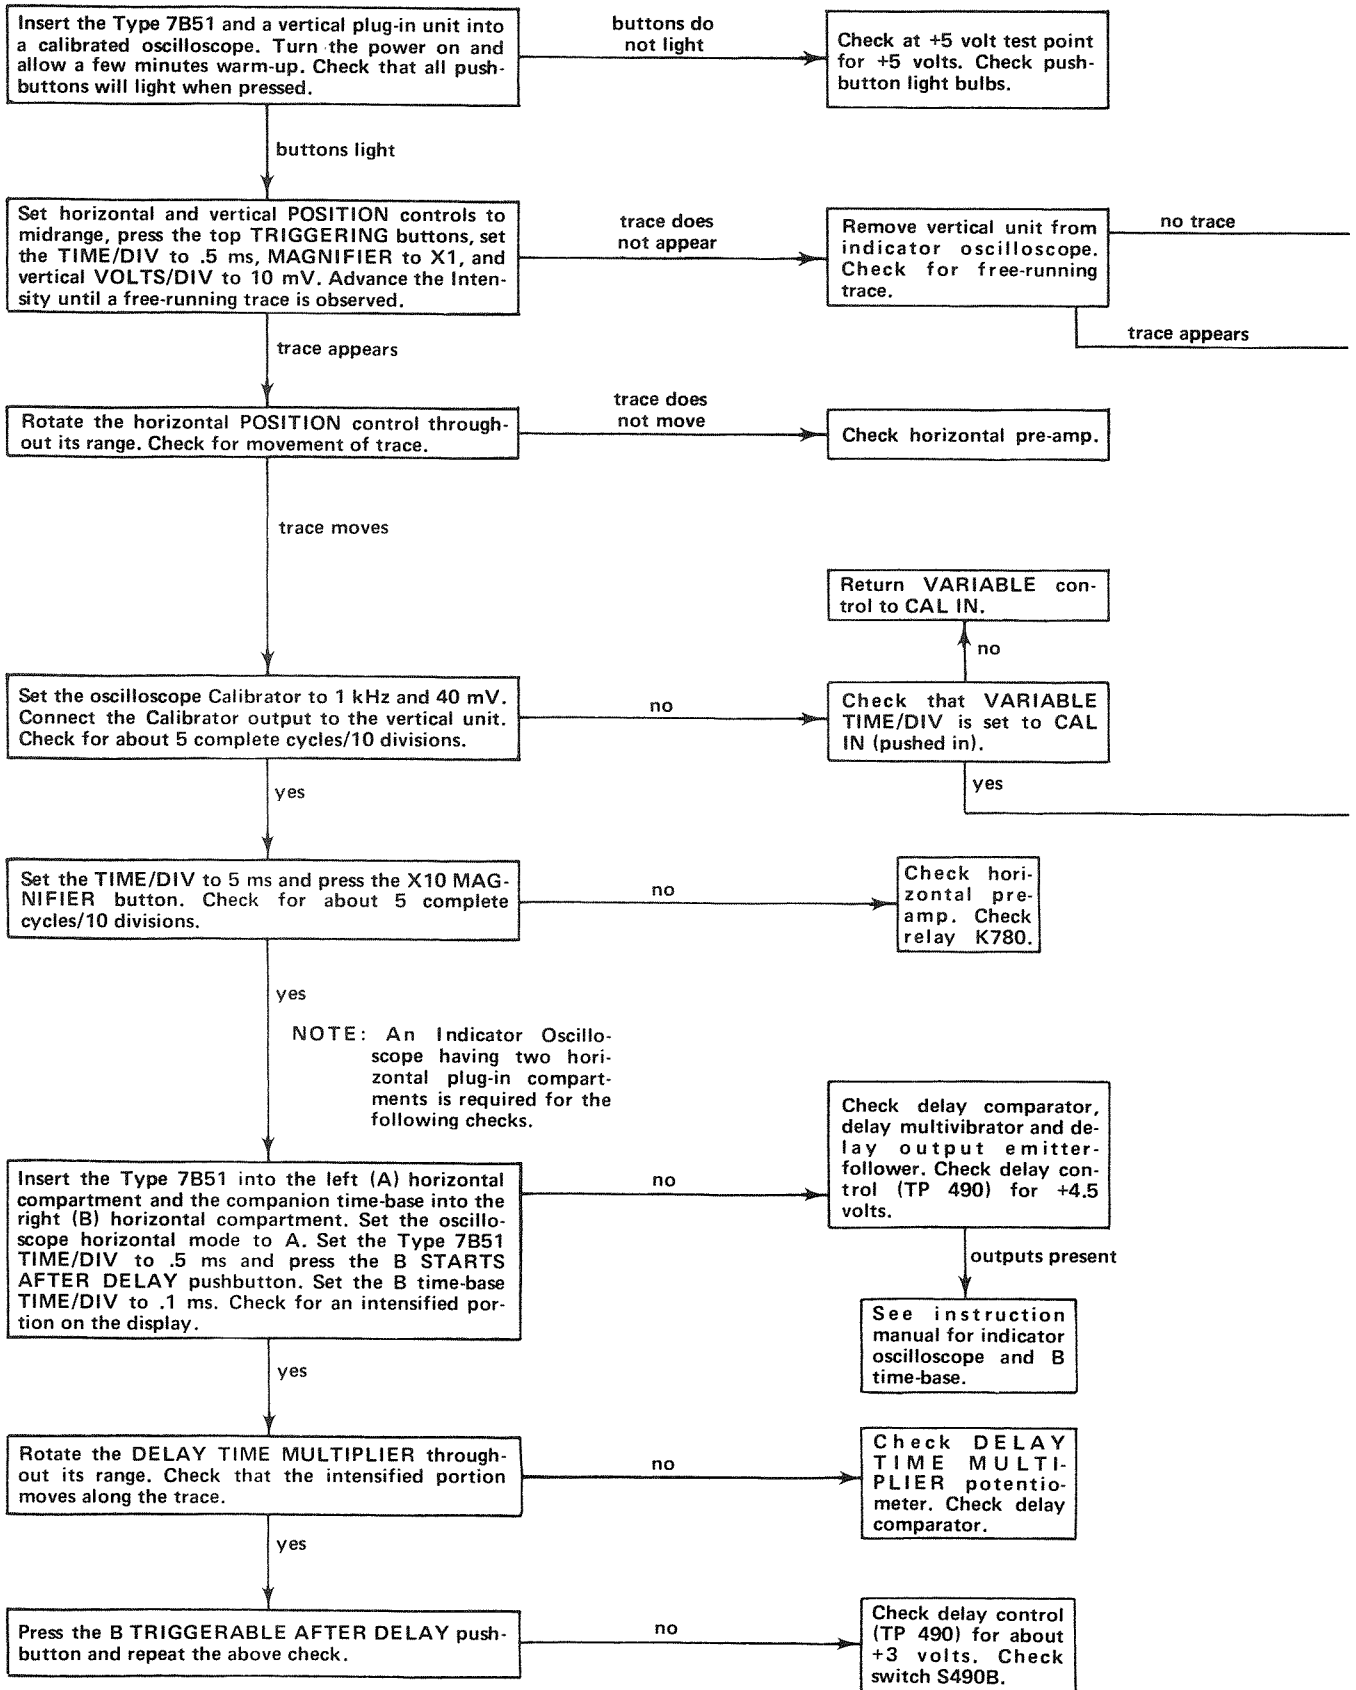 Insert the Type 7B51 and a vertical plug-in unit into
a calibrated oscilloscope. Turn the power on and
allow a few minutes warm-up. Check that all push-
buttons will light when pressed.
buttons do
not light
Check at +5 volt test point
for +5 volts. Check push-
button light bulbs.
buttons light
Set horizontal and vertical POSITION controls to
midrange, press the top TRIGGERING buttons, set
the TIME/DIV to .5 ms, MAGNIFIER to X1, and
vertical VOLTS/DIV to 10 mV. Advance the Inten-
sity until a free-running trace is observed.
trace does
not appear
Remove vertical unit from
indicator oscilloscope.
Check for free-running
trace.
no trace
trace appears
trace appears
Rotate the horizontal POSITION control through-
out its range. Check for movement of trace.
trace does
not move
Check horizontal pre-amp.
trace moves
Return VARIABLE con-
trol to CAL IN.
no
Set the oscilloscope Calibrator to 1 kHz and 40 mV.
Connect the Calibrator output to the vertical unit.
Check for about 5 complete cycles/10 divisions.
no
Check that VARIABLE
TIME/DIV is set to CAL
IN (pushed in).
yes
yes
Set the TIME/DIV to 5 ms and press the X10 MAG-
NIFIER button. Check for about 5 complete
cycles/10 divisions.
no
Check hori-
zontal pre-
amp. Check
relay K780.
yes
NOTE: An Indicator Oscillo-
scope having two hori-
zontal plug-in compart-
ments is required for the
following checks.
Insert the Type 7B51 into the left (A) horizontal
compartment and the companion time-base into the
right (B) horizontal compartment. Set the oscillo-
scope horizontal mode to A. Set the Type 7B51
TIME/DIV to .5 ms and press the B STARTS
AFTER DELAY pushbutton. Set the B time-base
TIME/DIV to .1 ms. Check for an intensified por-
tion on the display.
no
Check delay comparator,
delay multivibrator and de-
lay output emitter-
follower. Check delay con-
trol (TP 490) for +4.5
volts.
outputs present
See instruction
manual for indicator
oscilloscope and B
time-base.
yes
Rotate the DELAY TIME MULTIPLIER through-
out its range. Check that the intensified portion
moves along the trace.
no
Check DELAY
TIME MULTI-
PLIER potentio-
meter. Check delay
comparator.
yes
Press the B TRIGGERABLE AFTER DELAY push-
button and repeat the above check.
no
Check delay control
(TP 490) for about
+3 volts. Check
switch S490B.